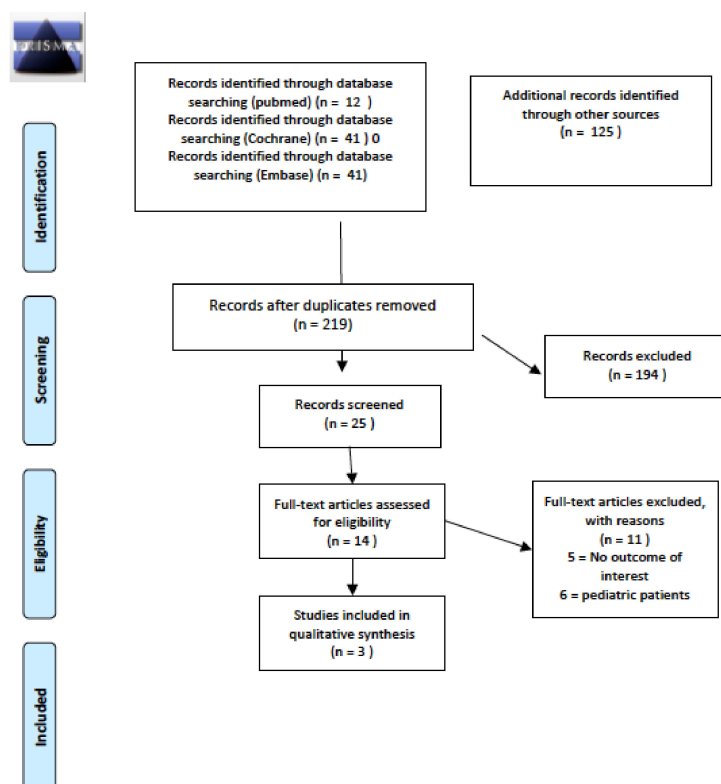 PRISMA
Records identified through database
searching (pubmed) (n = 12 )
Records identified through database
searching (Cochrane) (n = 41 ) 0
Records identified through database
searching (Embase) (n = 41)
Additional records identified
through other sources
(n = 125 )
Identification
Records after duplicates removed
(n = 219)
Records excluded
(n = 194 )
Screening
Records screened
(n = 25 )
Full-text articles assessed
for eligibility
(n = 14 )
Full-text articles excluded,
with reasons
(n = 11 )
5 = No outcome of
interest
6 = pediatric patients
Eligibility
Studies included in
qualitative synthesis
(n = 3 )
Included